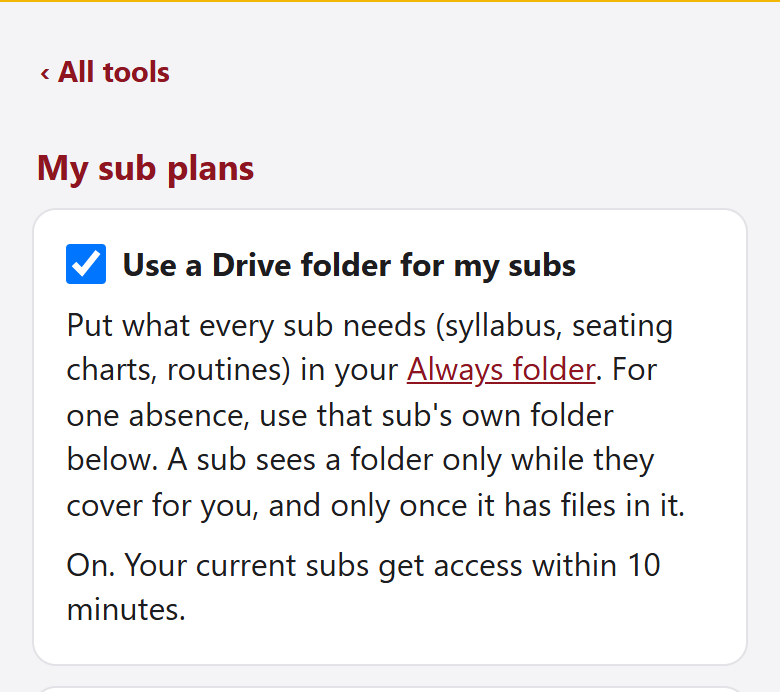 ‹ All tools
My sub plans
Use a Drive folder for my subs
Put what every sub needs (syllabus, seating
charts, routines) in your Always folder. For
one absence, use that sub's own folder
below. A sub sees a folder only while they
cover for you, and only once it has files in it.
On. Your current subs get access within 10
minutes.